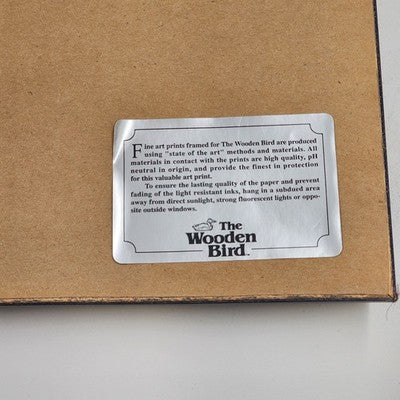 Fine art prints framed for The Wooden Bird are produced
using "state of the art" methods and materials. All
materials in contact with the prints are high quality, pH
neutral in origin, and provide the finest in protection
for this valuable art print.
To ensure the lasting quality of the paper and prevent
fading of the light resistant inks, hang in a subdued area
away from direct sunlight, strong fluorescent lights or oppo-
site outside windows.
The
Wooden
Bird™